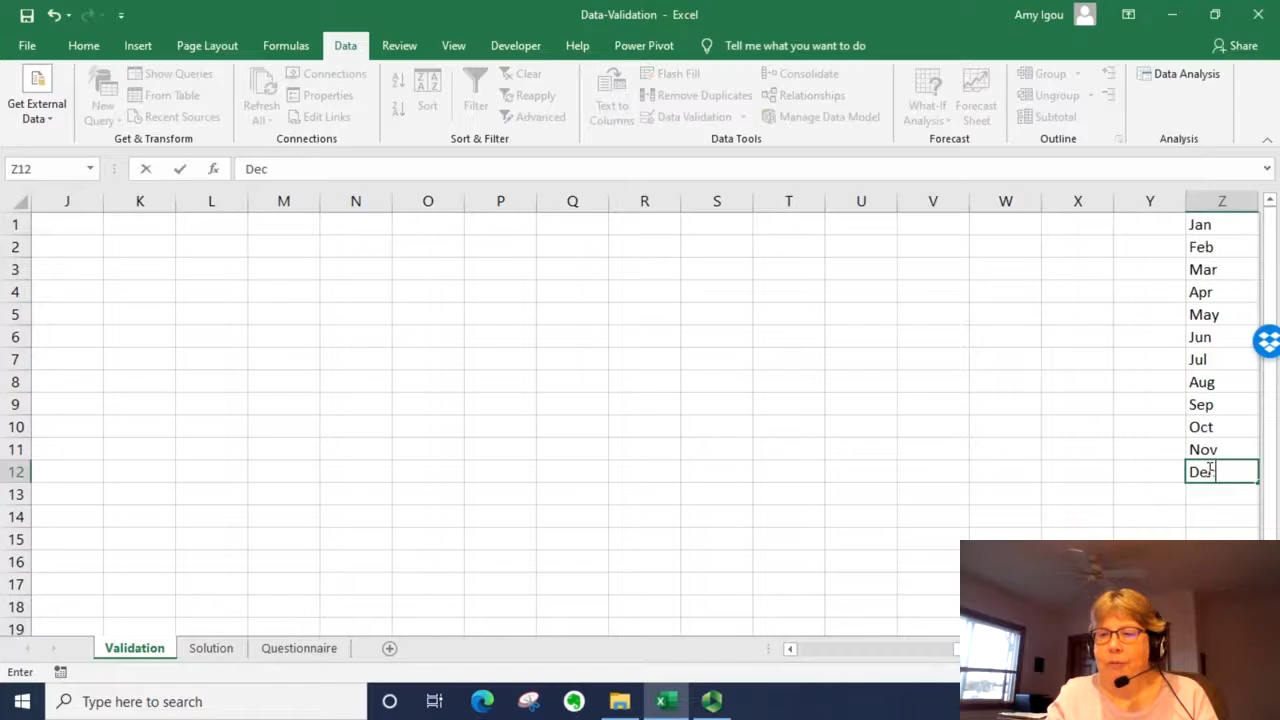 Data-Validation - Excel
Amy Igou
File Home Insert Page Layout Formulas Data Review View Developer Help Power Pivot Tell me what you want to do Share
Get External Data
New Query
Show Queries
From Table
Recent Sources
Get & Transform
Refresh All
Connections
Properties
Edit Links
Connections
Sort
Filter
Clear
Reapply
Advanced
Sort & Filter
Text to Columns
Flash Fill
Remove Duplicates
Data Validation
Consolidate
Relationships
Manage Data Model
Data Tools
What-If Analysis
Forecast Sheet
Forecast
Group
Ungroup
Subtotal
Outline
Data Analysis
Analysis
Z12 fx Dec
J K L M N O P Q R S T U V W X Y Z
1 Jan
2 Feb
3 Mar
4 Apr
5 May
6 Jun
7 Jul
8 Aug
9 Sep
10 Oct
11 Nov
12 Dec
13
14
15
16
17
18
19
Validation Solution Questionnaire
Enter
Type here to search